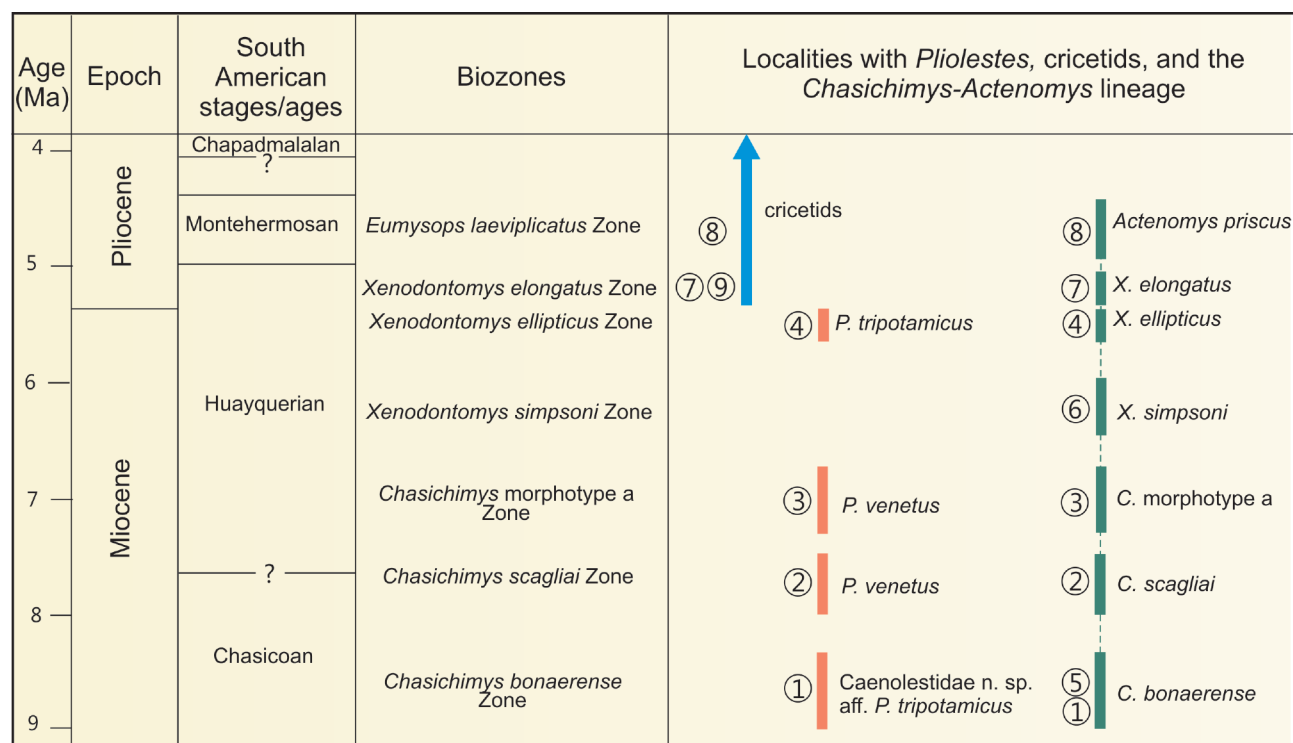 Age
(Ma)
Epoch
South
American
stages/ages
Biozones
Localities with Pliolestes, cricetids, and the
Chasichimys-Actenomys lineage
4
5
6
7
8
9
Pliocene
Miocene
Chapadmalalan
?
Montehermosan
Huayquerian
?
Chasicoan
Eumysops laeviplicatus Zone
Xenodontomys elongatus Zone
Xenodontomys ellipticus Zone
Xenodontomys simpsoni Zone
Chasichimys morphotype a
Zone
Chasichimys scagliai Zone
Chasichimys bonaerense
Zone
cricetids
⑧
⑦ ⑨
④ P. tripotamicus
③ P. venetus
② P. venetus
① Caenolestidae n. sp.
aff. P. tripotamicus
⑧ Actenomys priscus
⑦ X. elongatus
④ X. ellipticus
⑥ X. simpsoni
③ C. morphotype a
② C. scagliai
⑤ C. bonaerense
①